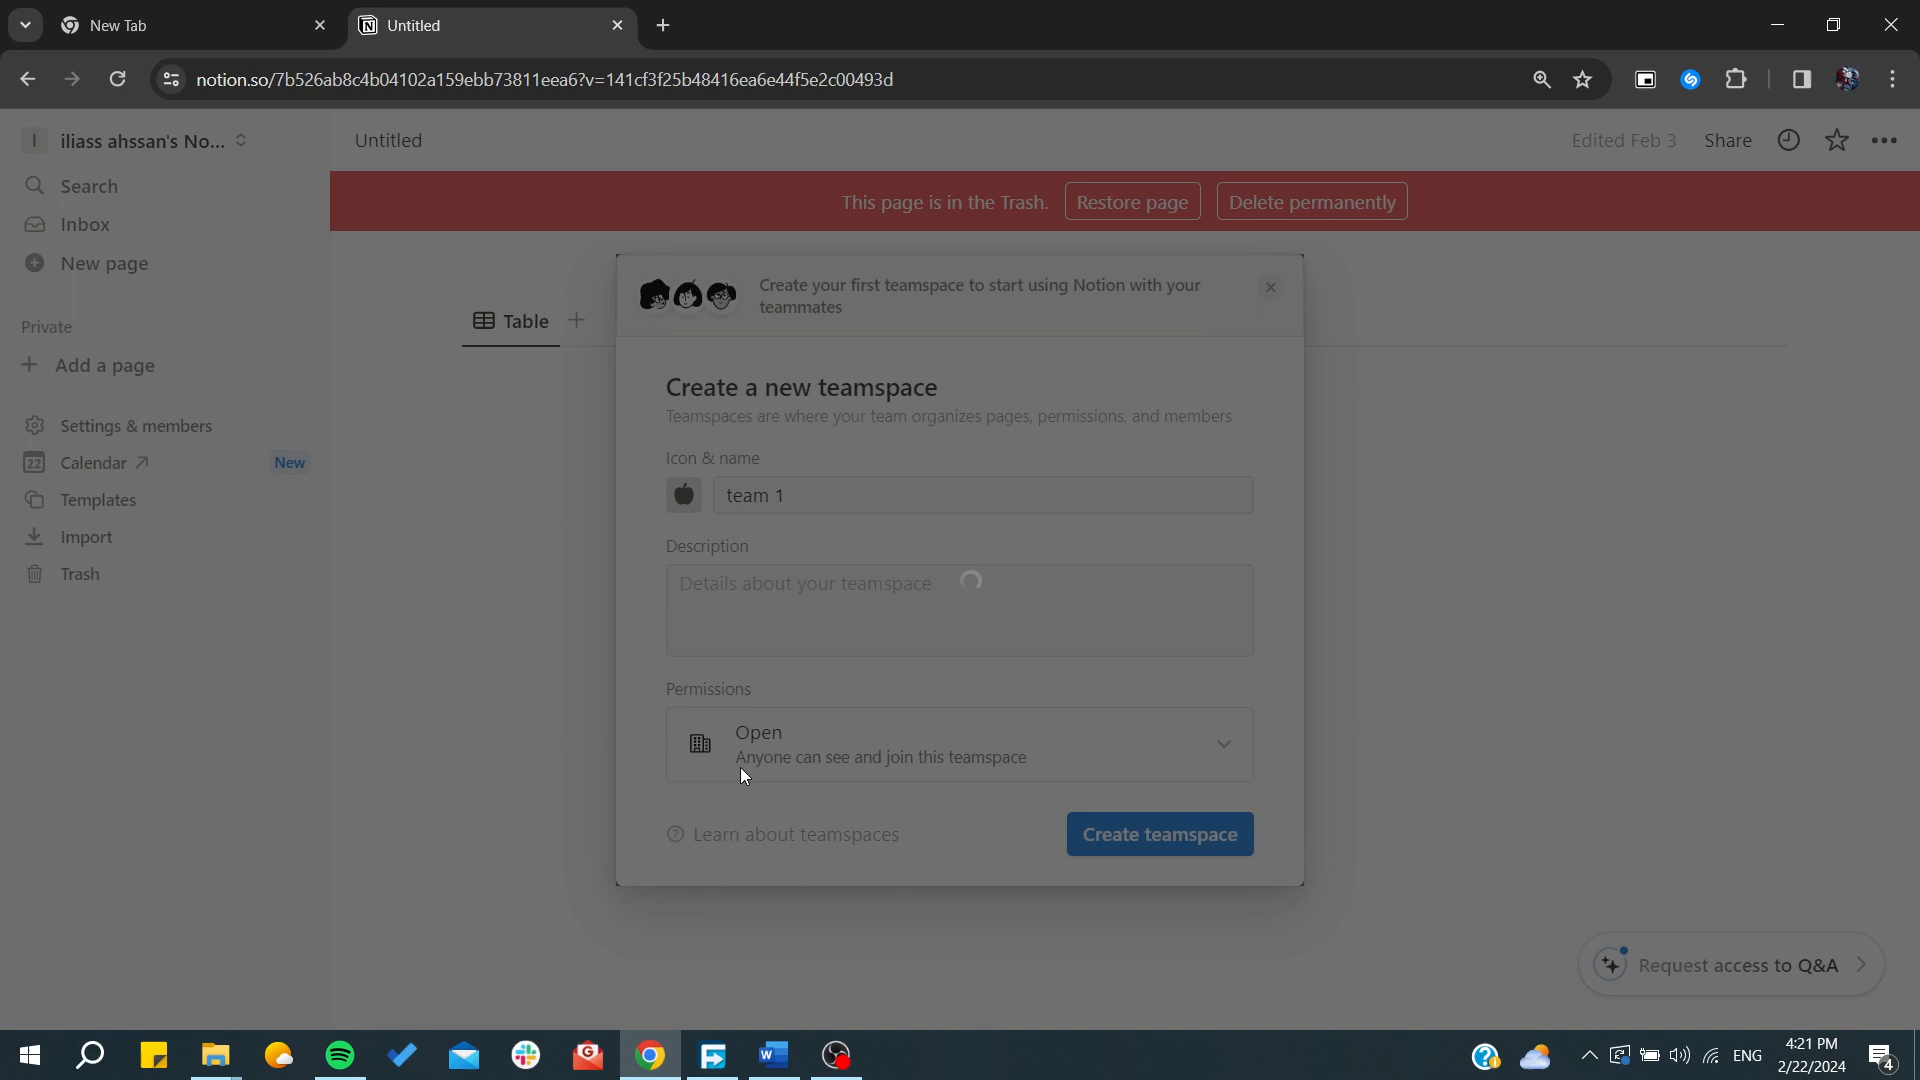 New Tab
Untitled
notion.so/7b526ab8c4b04102a159ebb73811eea6?v=141cf3f25b48416ea6e44f5e2c00493d
I iliass ahssan's No...
Untitled
Edited Feb 3 Share
Search
This page is in the Trash. Restore page Delete permanently
Inbox
New page
Create your first teamspace to start using Notion with your
teammates
Private
Table
Add a page
Create a new teamspace
Teamspaces are where your team organizes pages, permissions, and members
Settings & members
Icon & name
22 Calendar New
team 1
Templates
Import
Description
Trash
Details about your teamspace
Permissions
Open
Anyone can see and join this teamspace
Learn about teamspaces
Create teamspace
Request access to Q&A
ENG
4:21 PM
2/22/2024
4